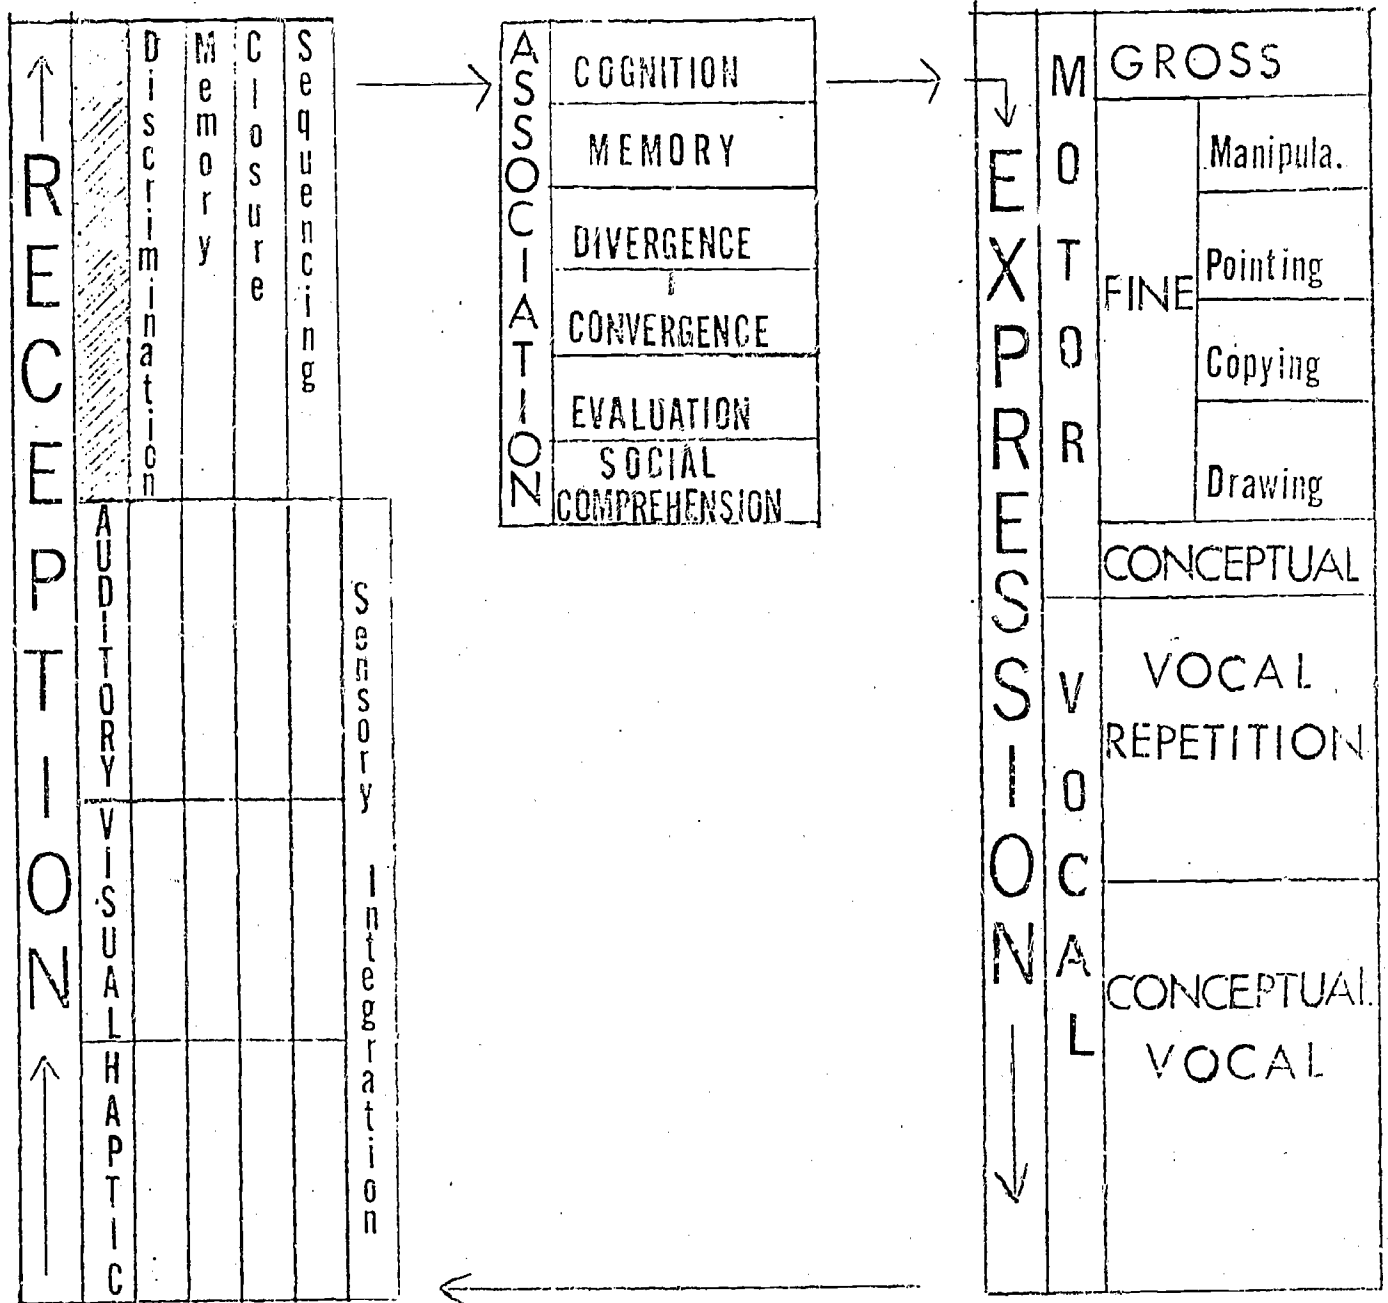 RECEPTION
Discrimination
Memory
Closure
Sequencing
AUDITORY
VISUAL
HAPTIC
Sensory Integration
ASSOCIATION
COGNITION
MEMORY
DIVERGENCE
CONVERGENCE
EVALUATION
SOCIAL
COMPREHENSION
EXPRESSION
MOTOR
GROSS
FINE
Manipula.
Pointing
Copying
Drawing
CONCEPTUAL
VOCAL
VOCAL
REPETITION
CONCEPTUAL
VOCAL